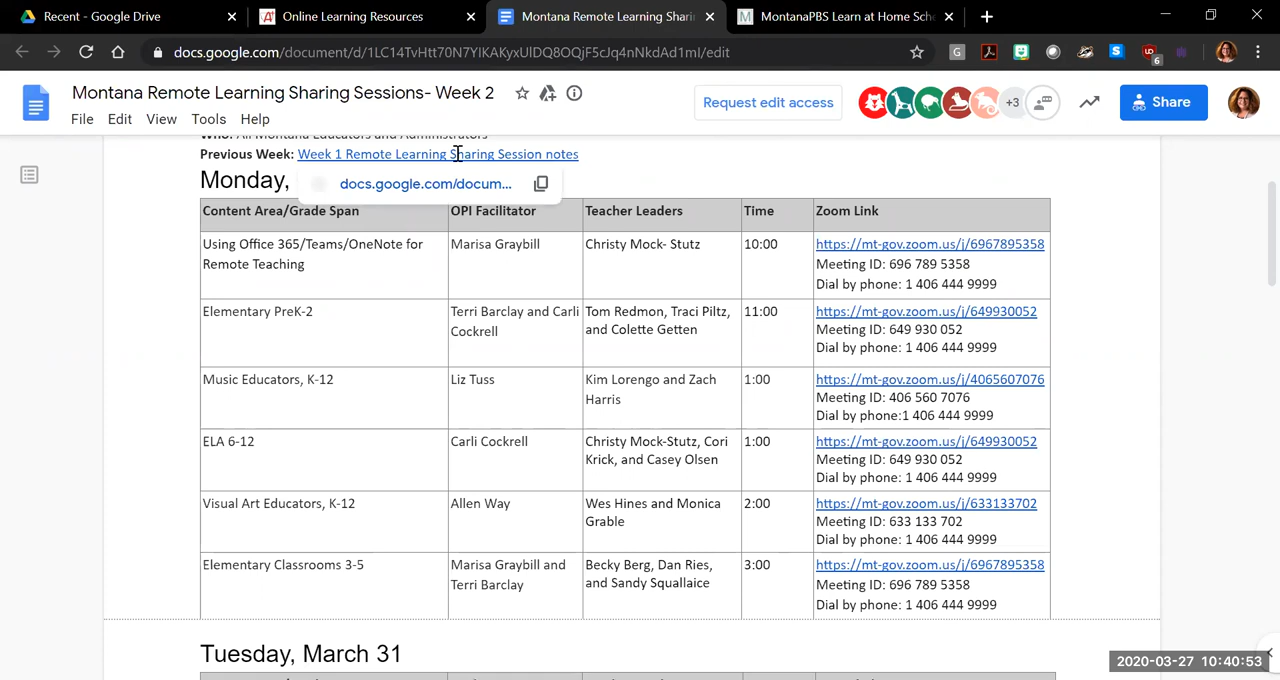 Recent - Google Drive
Online Learning Resources
Montana Remote Learning Shari
MontanaPBS Learn at Home Sch
docs.google.com/document/d/1LC14TvHtt70N7YIKAKyxUlDQ8OQjF5cJq4nNkdAd1mI/edit
6
Montana Remote Learning Sharing Sessions- Week 2
Request edit access
+3
Share
File Edit View Tools Help
Who: All Montana Educators and Administrators
Previous Week: Week 1 Remote Learning Sharing Session notes
Monday,
docs.google.com/docum...
Content Area/Grade Span OPI Facilitator Teacher Leaders Time Zoom Link
Using Office 365/Teams/OneNote for Marisa Graybill Christy Mock- Stutz 10:00 https://mt-gov.zoom.us/j/6967895358
Remote Teaching Meeting ID: 696 789 5358
Dial by phone: 1 406 444 9999
Elementary PreK-2 Terri Barclay and Carli Tom Redmon, Traci Piltz, 11:00 https://mt-gov.zoom.us/j/649930052
Cockrell and Colette Getten Meeting ID: 649 930 052
Dial by phone: 1 406 444 9999
Music Educators, K-12 Liz Tuss Kim Lorengo and Zach 1:00 https://mt-gov.zoom.us/j/4065607076
Harris Meeting ID: 406 560 7076
Dial by phone:1 406 444 9999
ELA 6-12 Carli Cockrell Christy Mock-Stutz, Cori 1:00 https://mt-gov.zoom.us/j/649930052
Krick, and Casey Olsen Meeting ID: 649 930 052
Dial by phone: 1 406 444 9999
Visual Art Educators, K-12 Allen Way Wes Hines and Monica 2:00 https://mt-gov.zoom.us/j/633133702
Grable Meeting ID: 633 133 702
Dial by phone: 1 406 444 9999
Elementary Classrooms 3-5 Marisa Graybill and Becky Berg, Dan Ries, 3:00 https://mt-gov.zoom.us/j/6967895358
Terri Barclay and Sandy Squallaice Meeting ID: 696 789 5358
Dial by phone: 1 406 444 9999
Tuesday, March 31
2020-03-27 10:40:53